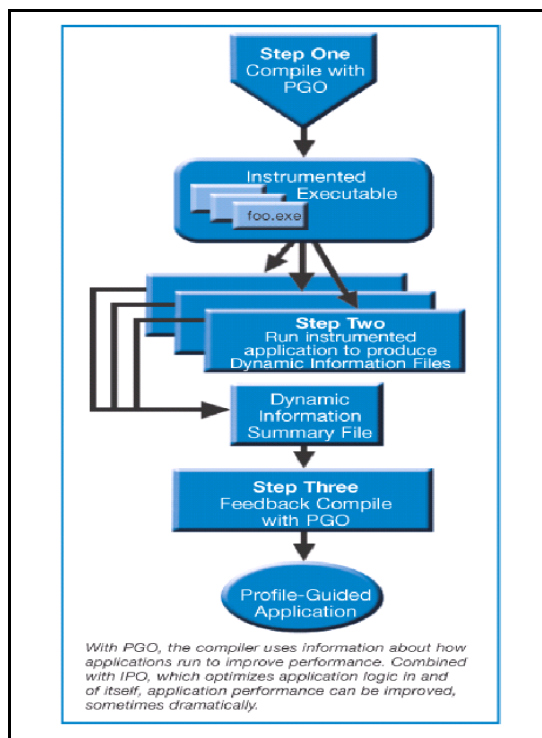 Step One
Compile with
PGO
Instrumented
Executable
foo.exe
Step Two
Run instrumented
application to produce
Dynamic Information Files
Dynamic
Information
Summary File
Step Three
Feedback Compile
with PGO
Profile-Guided
Application
With PGO, the compiler uses information about how
applications run to improve performance. Combined
with IPO, which optimizes application logic in and
of itself, application performance can be improved,
sometimes dramatically.